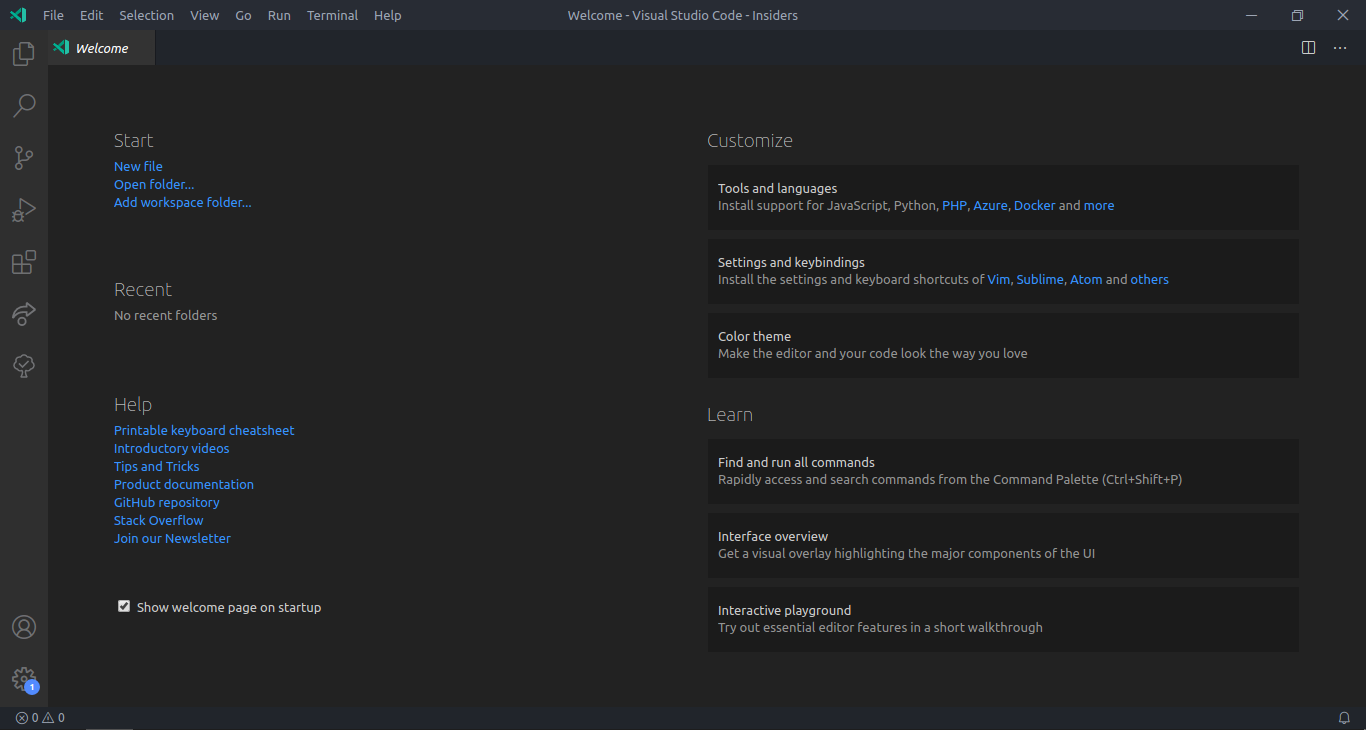 File Edit Selection View Go Run Terminal Help
Welcome - Visual Studio Code - Insiders
Welcome
Start
New file
Open folder...
Add workspace folder...
Recent
No recent folders
Help
Printable keyboard cheatsheet
Introductory videos
Tips and Tricks
Product documentation
GitHub repository
Stack Overflow
Join our Newsletter
Show welcome page on startup
Customize
Tools and languages
Install support for JavaScript, Python, PHP, Azure, Docker and more
Settings and keybindings
Install the settings and keyboard shortcuts of Vim, Sublime, Atom and others
Color theme
Make the editor and your code look the way you love
Learn
Find and run all commands
Rapidly access and search commands from the Command Palette (Ctrl+Shift+P)
Interface overview
Get a visual overlay highlighting the major components of the UI
Interactive playground
Try out essential editor features in a short walkthrough
1
0 0